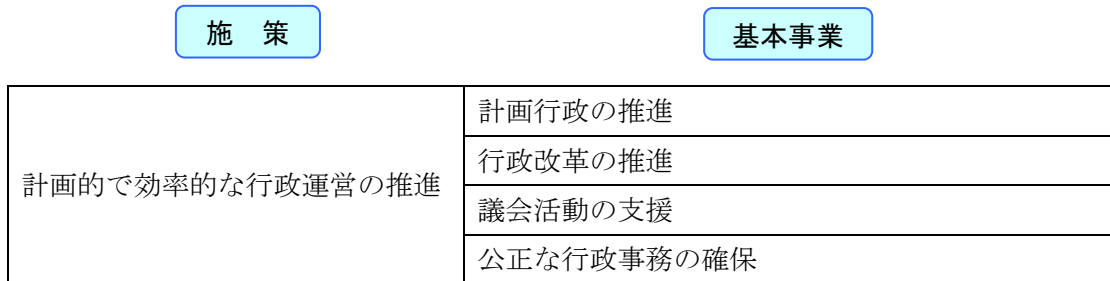 施　策
基本事業
計画的で効率的な行政運営の推進
計画行政の推進
行政改革の推進
議会活動の支援
公正な行政事務の確保